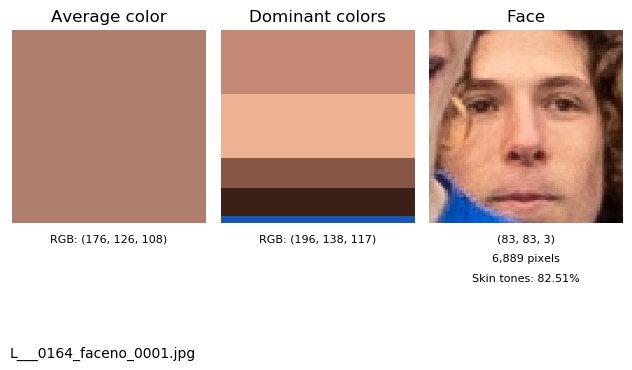 Average color
Dominant colors
Face
RGB: (176, 126, 108)
RGB: (196, 138, 117)
(83, 83, 3)
6,889 pixels
Skin tones: 82.51%
L___0164_faceno_0001.jpg